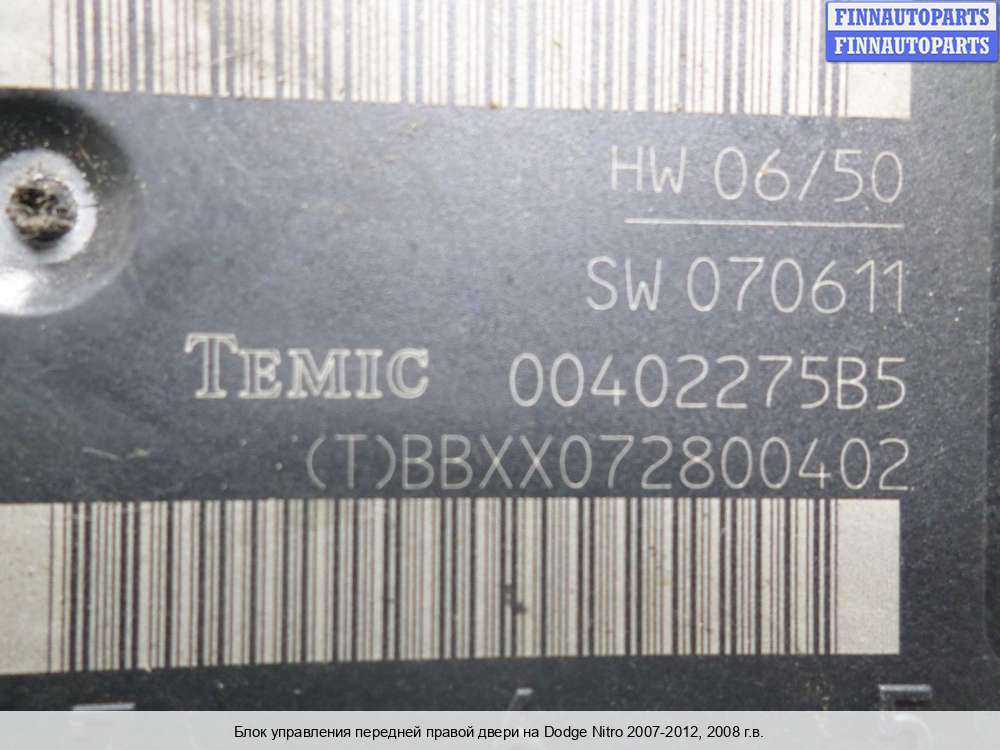 FINNAUTOPARTS
FINNAUTOPARTS
HW 06/50
SW 070611
TEMIC 00402275B5
(T)BBXX072800402
Блок управления передней правой двери на Dodge Nitro 2007-2012, 2008 г.в.